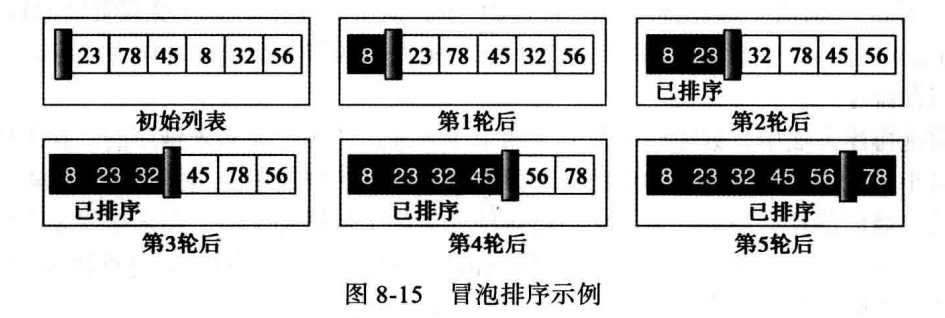 23 78 45 8 32 56
初始列表
8 23 78 45 32 56
第1轮后
8 23 32 78 45 56
已排序
第2轮后
8 23 32 45 78 56
已排序
第3轮后
8 23 32 45 56 78
已排序
第4轮后
8 23 32 45 56 78
已排序
第5轮后
图 8-15 冒泡排序示例